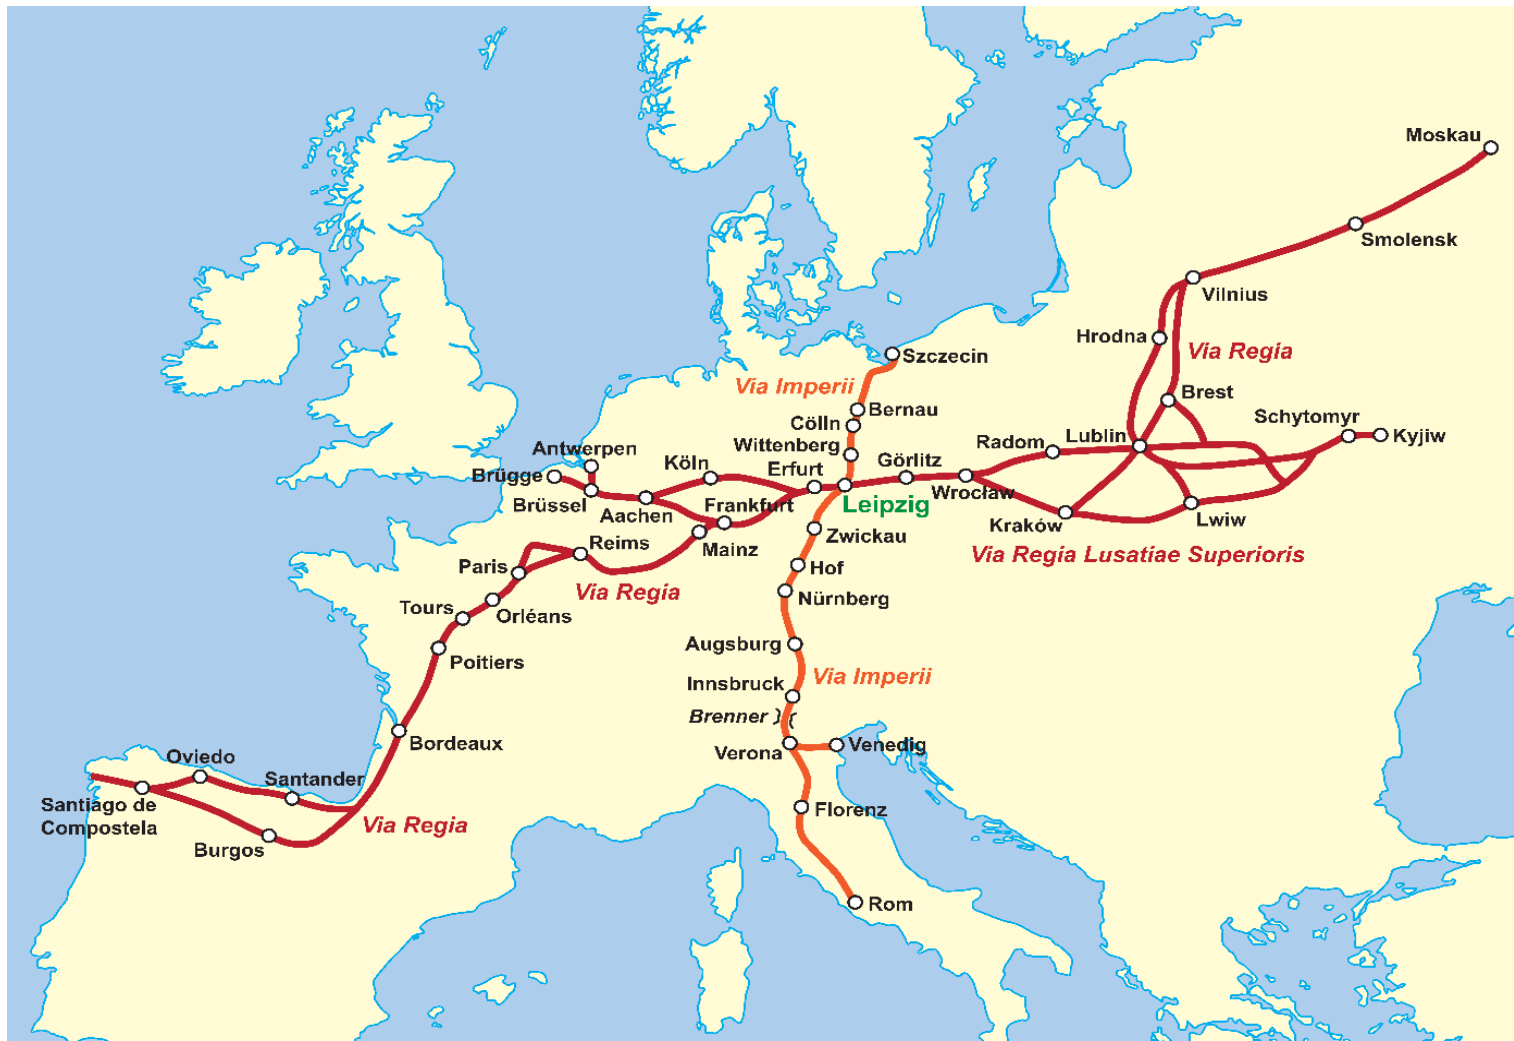 Moskau
Smolensk
Vilnius
Hrodna
Via Regia
Szczecin
Via Imperii
Brest
Bernau
Schytomyr
Cölln
Kyjiw
Wittenberg
Radom
Lublin
Antwerpen
Köln
Erfurt
Görlitz
Brügge
Wrocław
Brüssel
Aachen
Frankfurt
Leipzig
Kraków
Lwiw
Zwickau
Reims
Mainz
Via Regia Lusatiae Superioris
Paris
Hof
Via Regia
Nürnberg
Tours
Orléans
Augsburg
Poitiers
Via Imperii
Innsbruck
Brenner
Bordeaux
Verona
Venedig
Oviedo
Santander
Santiago de
Compostela
Florenz
Via Regia
Burgos
Rom